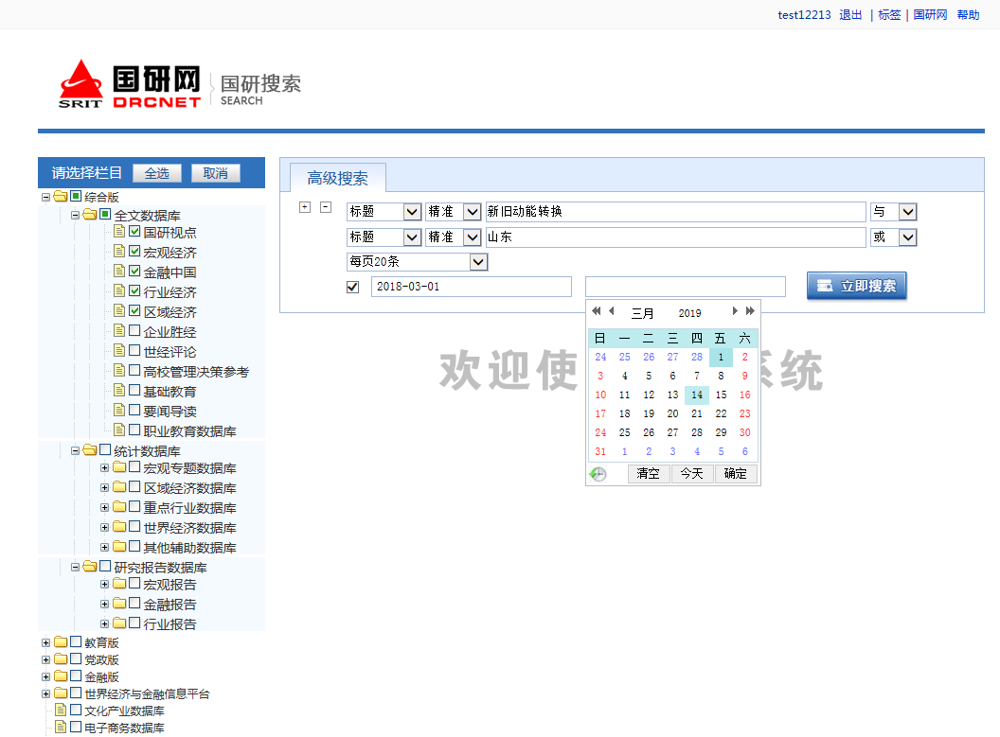 test12213 退出 | 标签 | 国研网 帮助
SRIT 国研网 DRCNET 国研搜索 SEARCH
请选择栏目 全选 取消
综合版
全文数据库
国研视点
宏观经济
金融中国
行业经济
区域经济
企业胜经
世经评论
高校管理决策参考
基础教育
要闻导读
职业教育数据库
统计数据库
宏观专题数据库
区域经济数据库
重点行业数据库
世界经济数据库
其他辅助数据库
研究报告数据库
宏观报告
金融报告
行业报告
教育版
党政版
金融版
世界经济与金融信息平台
文化产业数据库
电子商务数据库
高级搜索
标题 精准 新旧动能转换 与
标题 精准 山东 或
每页20条
2018-03-01 立即搜索
三月 2019
日 一 二 三 四 五 六
24 25 26 27 28 1 2
3 4 5 6 7 8 9
10 11 12 13 14 15 16
17 18 19 20 21 22 23
24 25 26 27 28 29 30
31 1 2 3 4 5 6
清空 今天 确定
欢迎使 系统